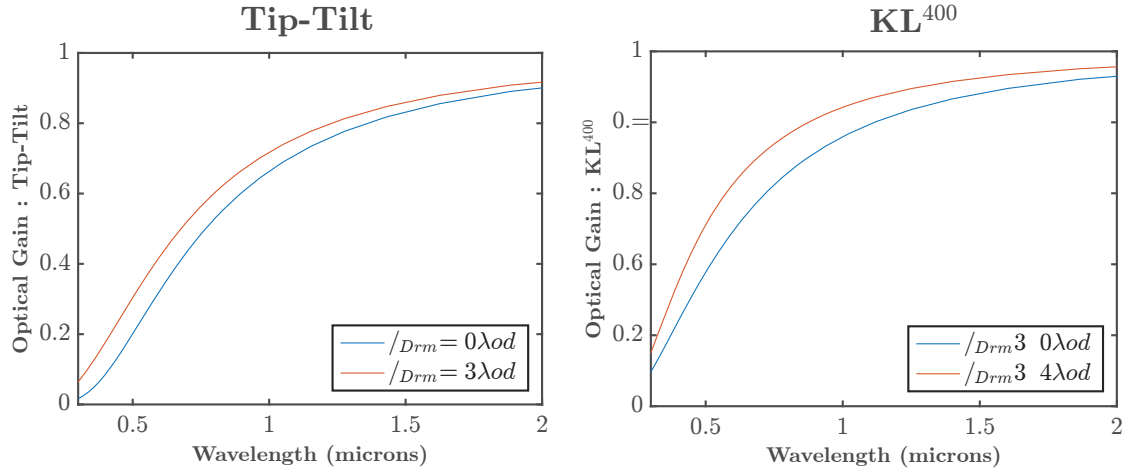 Tip-Tilt
Optical Gain : Tip-Tilt
1
0.8
0.6
0.4
0.2
0
0.5
1
1.5
2
Wavelength (microns)
/Drm= 0λod
/Drm= 3λod
KL400
Optical Gain : KL400
1
0.=
0.8
0.6
0.2
0
0.5
1
1.5
2
Wavelength (microns)
/Drm3 0λod
/Drm3 4λod